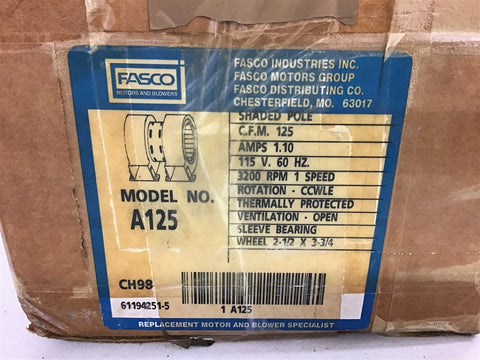 FASCO
MOTORS AND BLOWERS
FASCO INDUSTRIES INC.
FASCO MOTORS GROUP
FASCO DISTRIBUTING CO.
CHESTERFIELD, MO. 63017
SHADED POLE
C.F.M. 125
AMPS 1.10
115 V. 60 HZ.
3200 RPM 1 SPEED
ROTATION - CCWLE
THERMALLY PROTECTED
VENTILATION - OPEN
SLEEVE BEARING
WHEEL 2-1/2 X 3-3/4
MODEL NO.
A125
CH98
61194251-5
1 A125
REPLACEMENT MOTOR AND BLOWER SPECIALIST